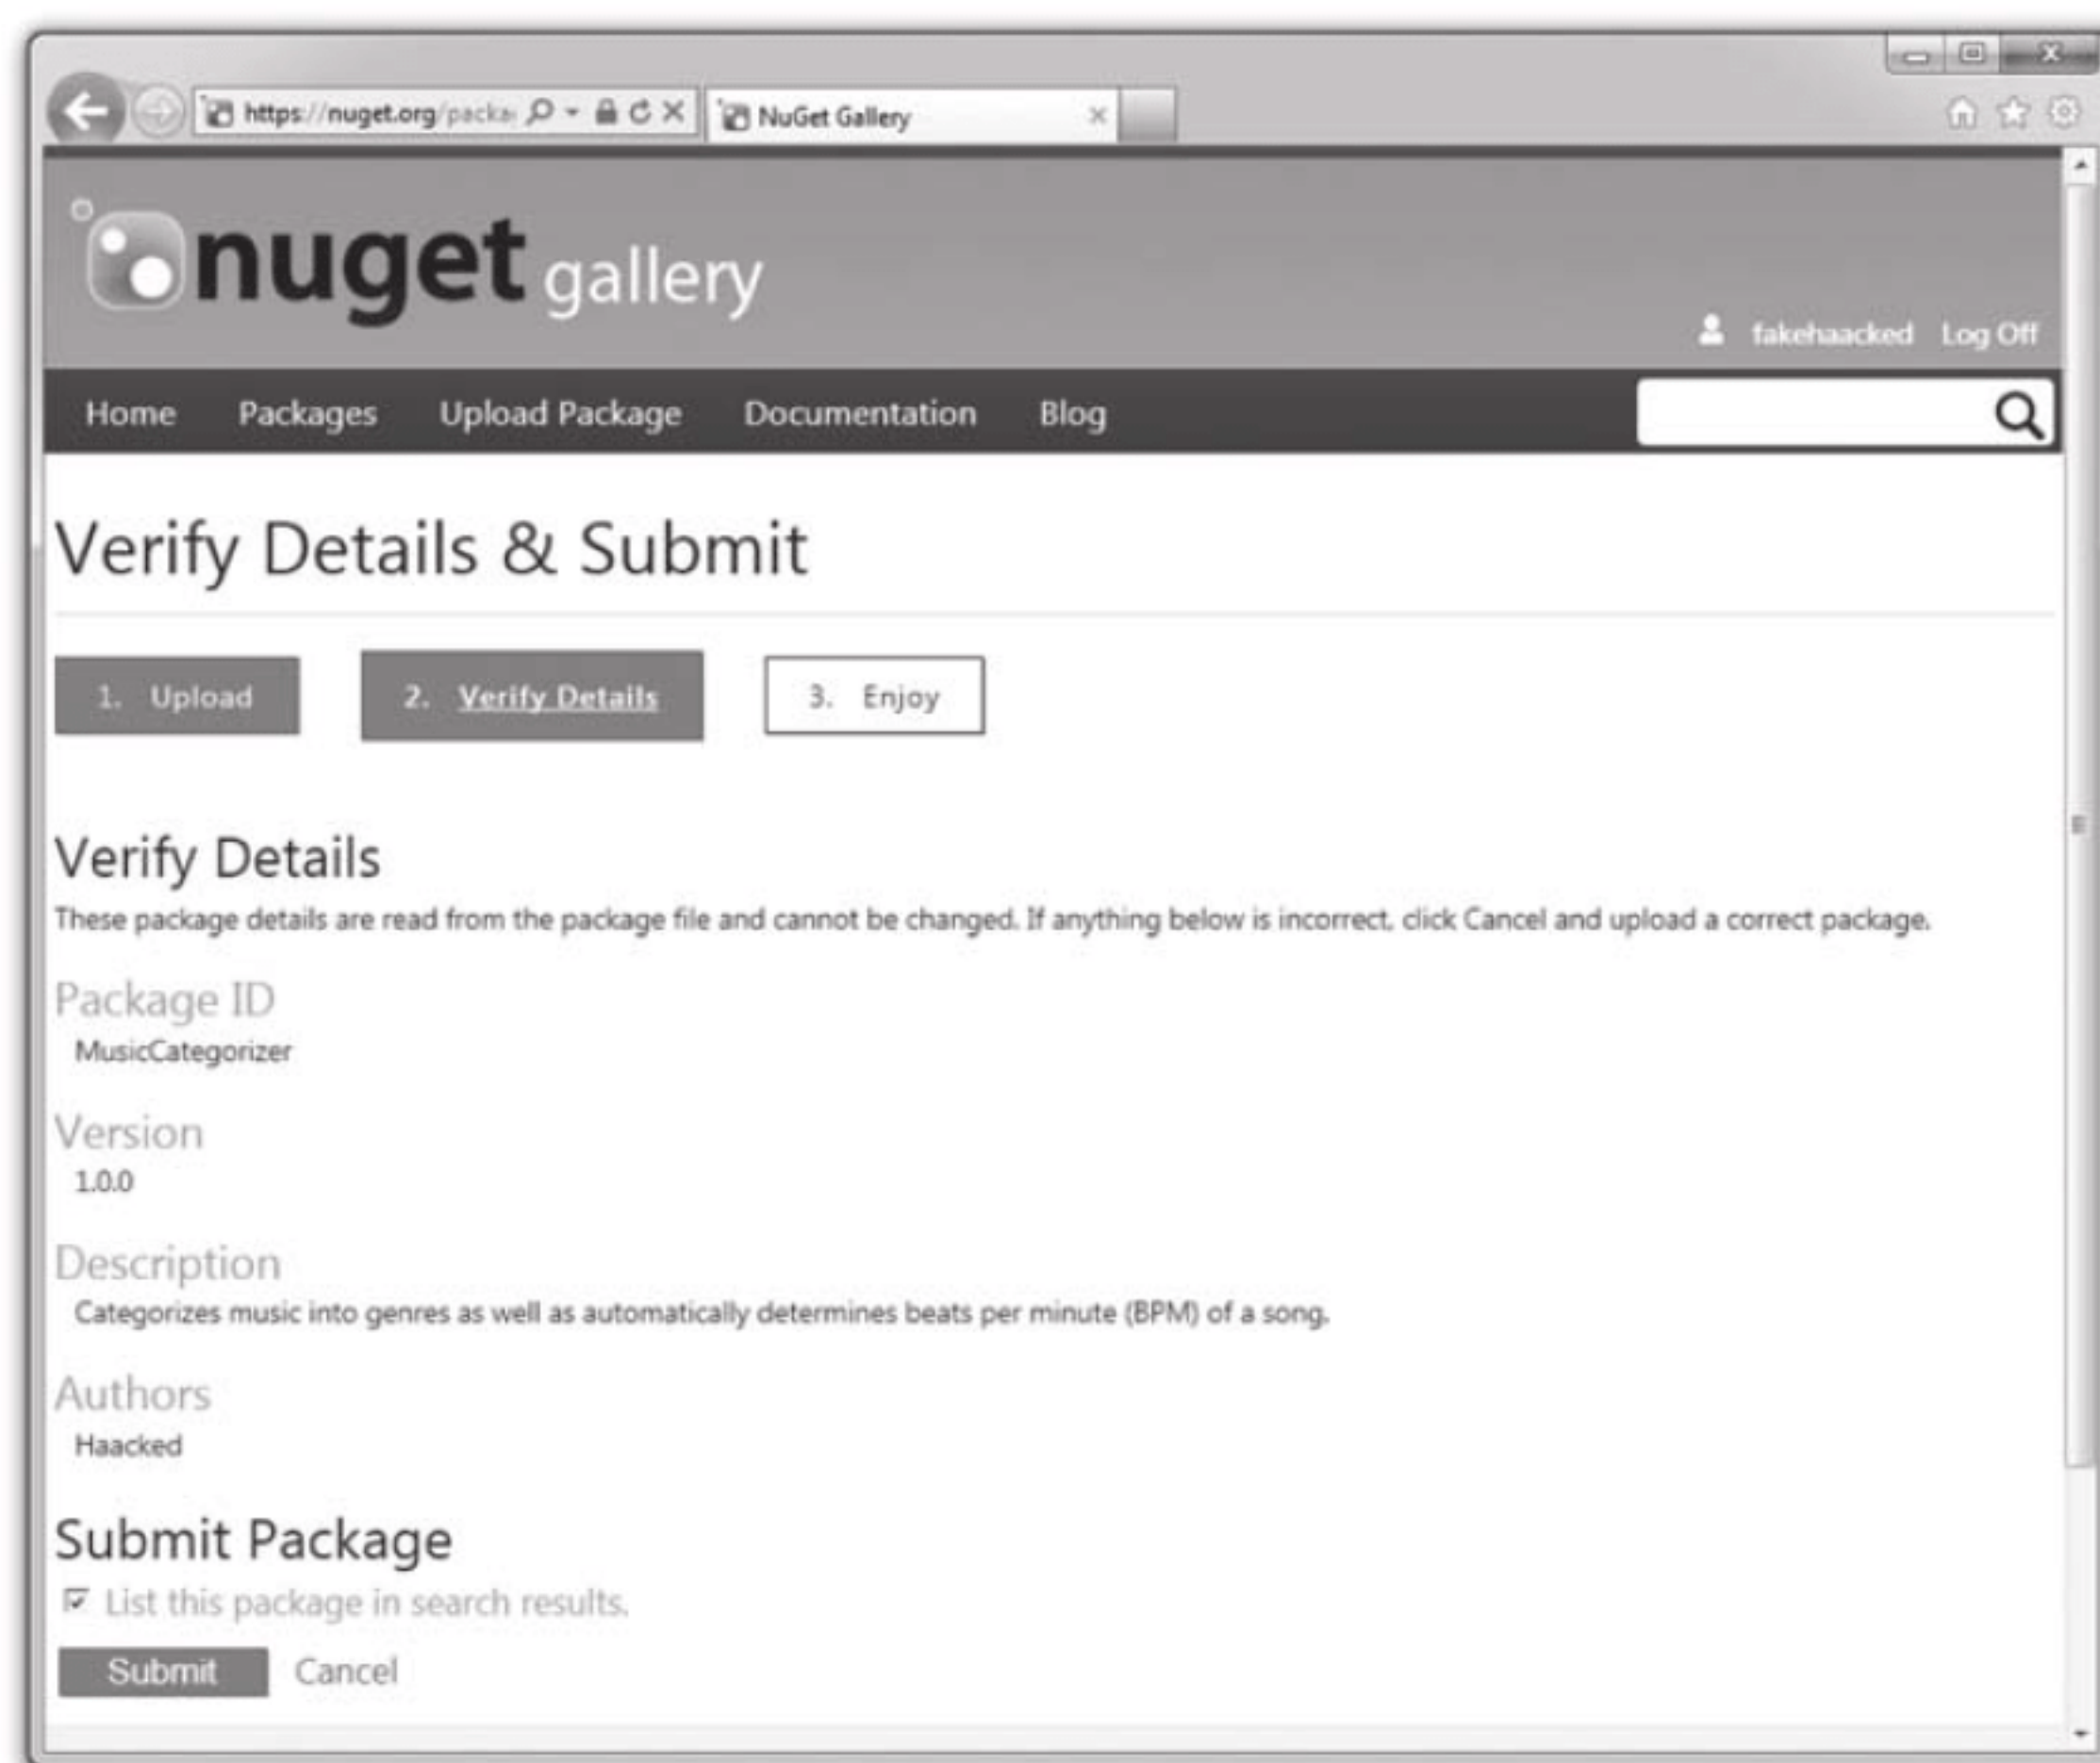 https://nuget.org/packa
NuGet Gallery
nuget gallery
fakehaacked Log Off
Home Packages Upload Package Documentation Blog
Verify Details & Submit
1. Upload 2. Verify Details 3. Enjoy
Verify Details
These package details are read from the package file and cannot be changed. If anything below is incorrect, click Cancel and upload a correct package.
Package ID
MusicCategorizer
Version
1.0.0
Description
Categorizes music into genres as well as automatically determines beats per minute (BPM) of a song.
Authors
Haacked
Submit Package
List this package in search results.
Submit Cancel